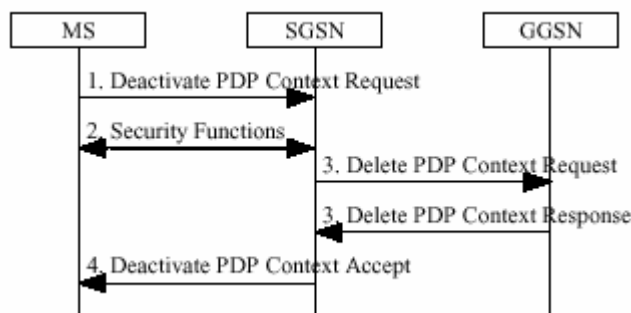 MS SGSN GGSN
1. Deactivate PDP Context Request
2. Security Functions
3. Delete PDP Context Request
3. Delete PDP Context Response
4. Deactivate PDP Context Accept